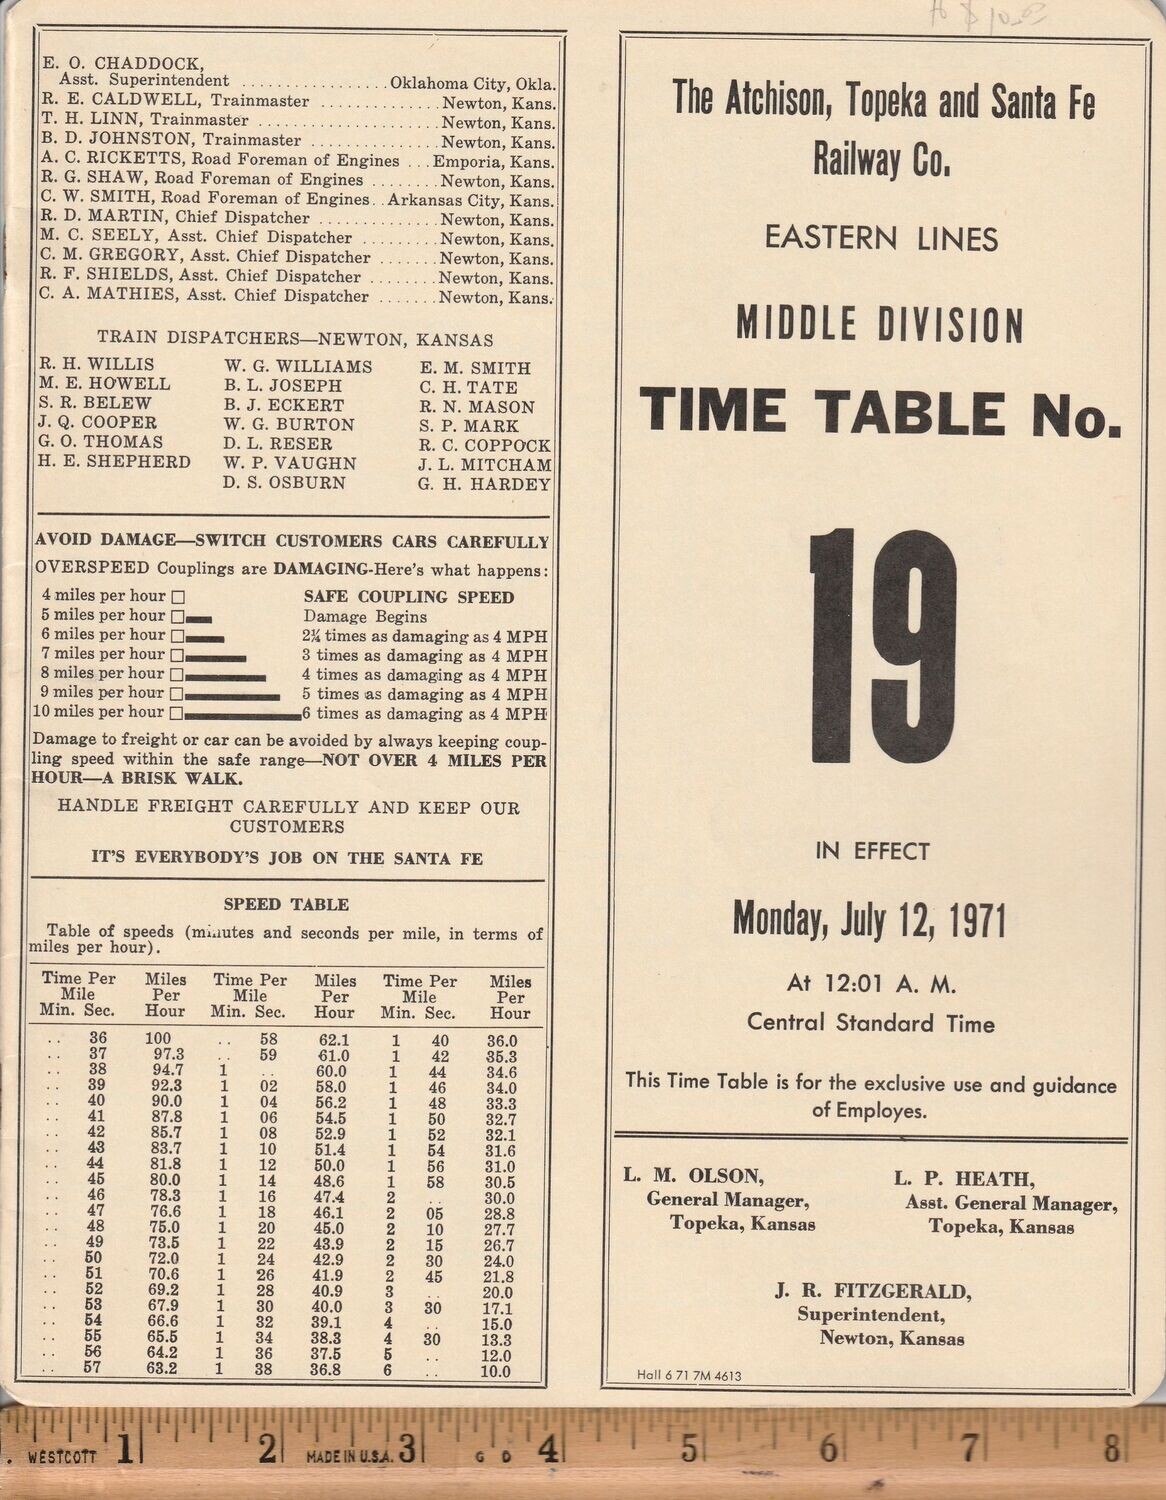 E. O. CHADDOCK,
Asst. Superintendent ................. Oklahoma City, Okla.
R. E. CALDWELL, Trainmaster .............. Newton, Kans.
T. H. LINN, Trainmaster ..................... Newton, Kans.
B. D. JOHNSTON, Trainmaster ............... Newton, Kans.
A. C. RICKETTS, Road Foreman of Engines ... Emporia, Kans.
R. G. SHAW, Road Foreman of Engines ........ Newton, Kans.
C. W. SMITH, Road Foreman of Engines.. Arkansas City, Kans.
R. D. MARTIN, Chief Dispatcher .............. Newton, Kans.
M. C. SEELY, Asst. Chief Dispatcher ......... Newton, Kans.
C. M. GREGORY, Asst. Chief Dispatcher ....... Newton, Kans.
R. F. SHIELDS, Asst. Chief Dispatcher ........ Newton, Kans.
C. A. MATHIES, Asst. Chief Dispatcher ....... Newton, Kans.
TRAIN DISPATCHERS—NEWTON, KANSAS
R. H. WILLIS W. G. WILLIAMS E. M. SMITH
M. E. HOWELL B. L. JOSEPH C. H. TATE
S. R. BELEW B. J. ECKERT R. N. MASON
J. Q. COOPER W. G. BURTON S. P. MARK
G. O. THOMAS D. L. RESER R. C. COPPOCK
H. E. SHEPHERD W. P. VAUGHN J. L. MITCHAM
D. S. OSBURN G. H. HARDEY
AVOID DAMAGE—SWITCH CUSTOMERS CARS CAREFULLY
OVERSPEED Couplings are DAMAGING-Here's what happens:
4 miles per hour SAFE COUPLING SPEED
5 miles per hour Damage Begins
6 miles per hour 2¼ times as damaging as 4 MPH
7 miles per hour 3 times as damaging as 4 MPH
8 miles per hour 4 times as damaging as 4 MPH
9 miles per hour 5 times as damaging as 4 MPH
10 miles per hour 6 times as damaging as 4 MPH
Damage to freight or car can be avoided by always keeping coup-
ling speed within the safe range—NOT OVER 4 MILES PER
HOUR—A BRISK WALK.
HANDLE FREIGHT CAREFULLY AND KEEP OUR
CUSTOMERS
IT'S EVERYBODY'S JOB ON THE SANTA FE
SPEED TABLE
Table of speeds (minutes and seconds per mile, in terms of
miles per hour).
Time Per Miles Time Per Miles Time Per Miles
Mile Per Mile Per Mile Per
Min. Sec. Hour Min. Sec. Hour Min. Sec. Hour
.. 36 100 .. 58 62.1 1 40 36.0
.. 37 97.3 .. 59 61.0 1 42 35.3
.. 38 94.7 1 .. 60.0 1 44 34.6
.. 39 92.3 1 02 58.0 1 46 34.0
.. 40 90.0 1 04 56.2 1 48 33.3
.. 41 87.8 1 06 54.5 1 50 32.7
.. 42 85.7 1 08 52.9 1 52 32.1
.. 43 83.7 1 10 51.4 1 54 31.6
.. 44 81.8 1 12 50.0 1 56 31.0
.. 45 80.0 1 14 48.6 1 58 30.5
.. 46 78.3 1 16 47.4 2 .. 30.0
.. 47 76.6 1 18 46.1 2 05 28.8
.. 48 75.0 1 20 45.0 2 10 27.7
.. 49 73.5 1 22 43.9 2 15 26.7
.. 50 72.0 1 24 42.9 2 30 24.0
.. 51 70.6 1 26 41.9 2 45 21.8
.. 52 69.2 1 28 40.9 3 .. 20.0
.. 53 67.9 1 30 40.0 3 30 17.1
.. 54 66.6 1 32 39.1 4 .. 15.0
.. 55 65.5 1 34 38.3 4 30 13.3
.. 56 64.2 1 36 37.5 5 .. 12.0
.. 57 63.2 1 38 36.8 6 .. 10.0
The Atchison, Topeka and Santa Fe
Railway Co.
EASTERN LINES
MIDDLE DIVISION
TIME TABLE No.
19
IN EFFECT
Monday, July 12, 1971
At 12:01 A. M.
Central Standard Time
This Time Table is for the exclusive use and guidance
of Employes.
L. M. OLSON,
General Manager,
Topeka, Kansas
L. P. HEATH,
Asst. General Manager,
Topeka, Kansas
J. R. FITZGERALD,
Superintendent,
Newton, Kansas
Hall 6 71 7M 4613
WESTCOTT 1 2 MADE IN U.S.A. 3 G D 4 5 6 7 8